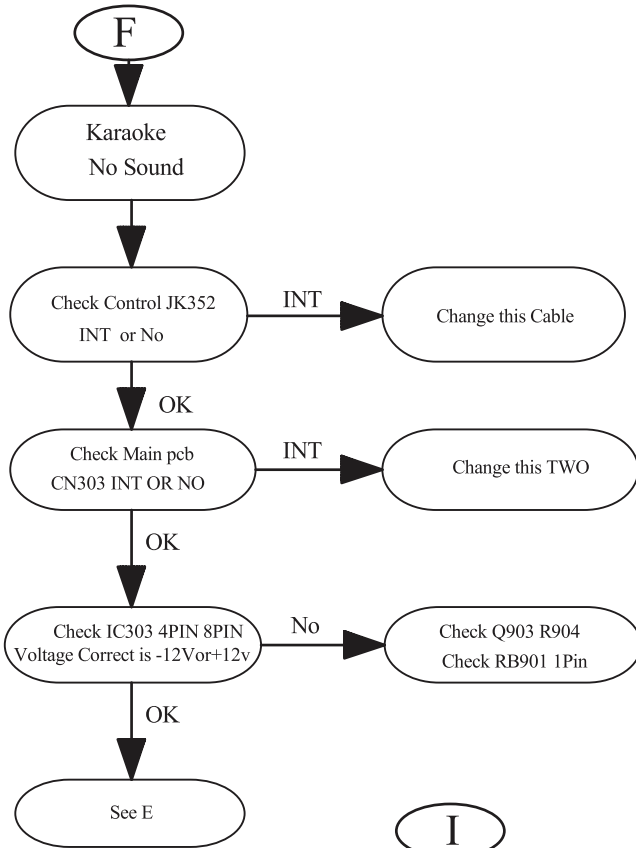 F
Karaoke
No Sound
Check Control JK352
INT or No
INT
Change this Cable
OK
Check Main pcb
CN303 INT OR NO
INT
Change this TWO
OK
Check IC303 4PIN 8PIN
Voltage Correct is -12Vor+12v
No
Check Q903 R904
Check RB901 1Pin
OK
See E
I